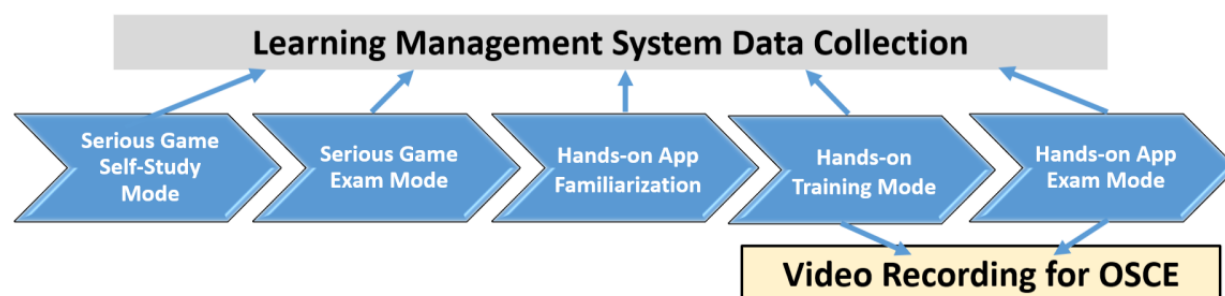 Learning Management System Data Collection
Serious Game
Self-Study
Mode
Serious Game
Exam Mode
Hands-on App
Familiarization
Hands-on
Training Mode
Hands-on App
Exam Mode
Video Recording for OSCE